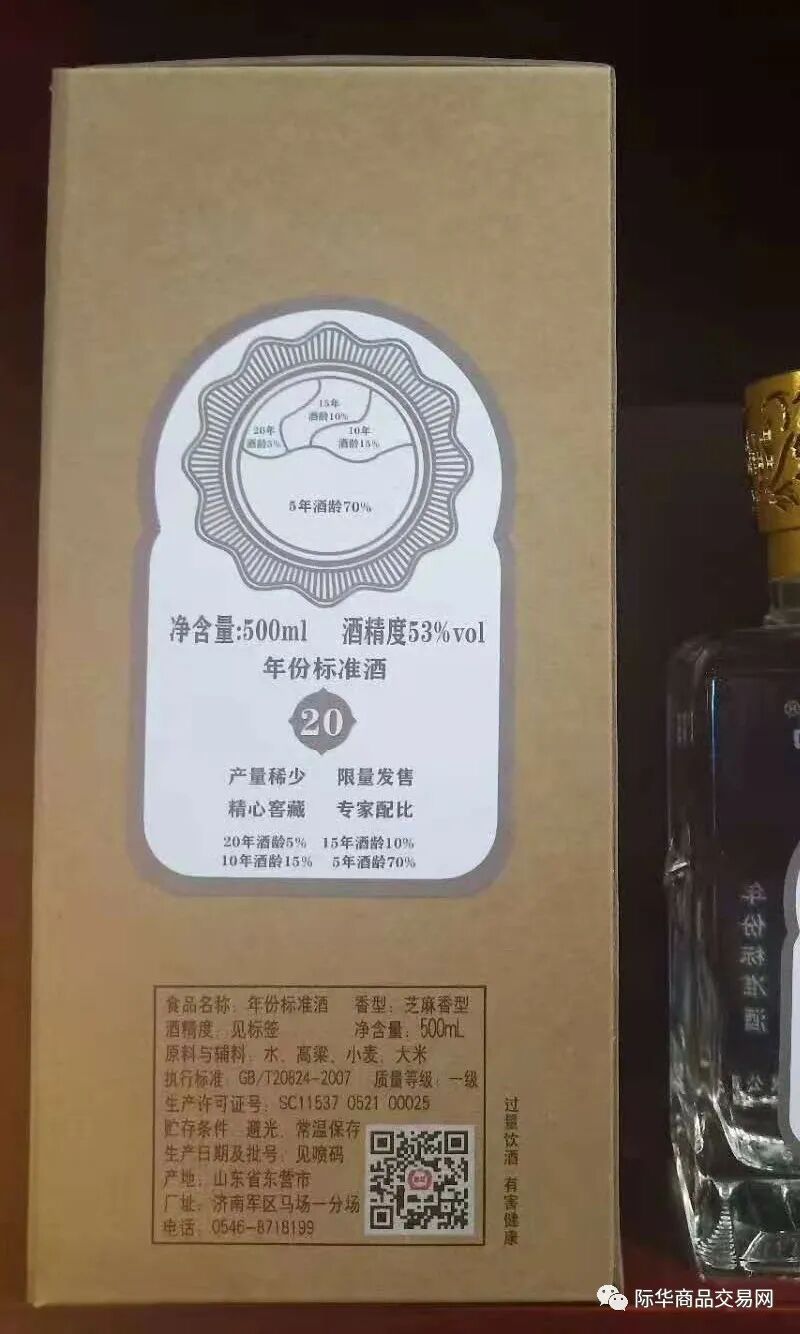 15年
酒龄10%
20年
酒龄5%
10年
酒龄15%
5年酒龄70%
净含量:500ml 酒精度53%vol
年份标准酒
20
产量稀少 限量发售
精心窖藏 专家配比
20年酒龄5% 15年酒龄10%
10年酒龄15% 5年酒龄70%
食品名称：年份标准酒 香型：芝麻香型
酒精度：见标签 净含量：500mL
原料与辅料：水、高粱、小麦、大米
执行标准：GB/T20824-2007 质量等级：一级
生产许可证号：SC11537 0521 00025
贮存条件：避光、常温保存
生产日期及批号：见喷码
产地：山东省东营市
厂址：济南军区马场一分场
电话：0546-8718199
过量饮酒 有害健康
年份标准酒
际华商品交易网